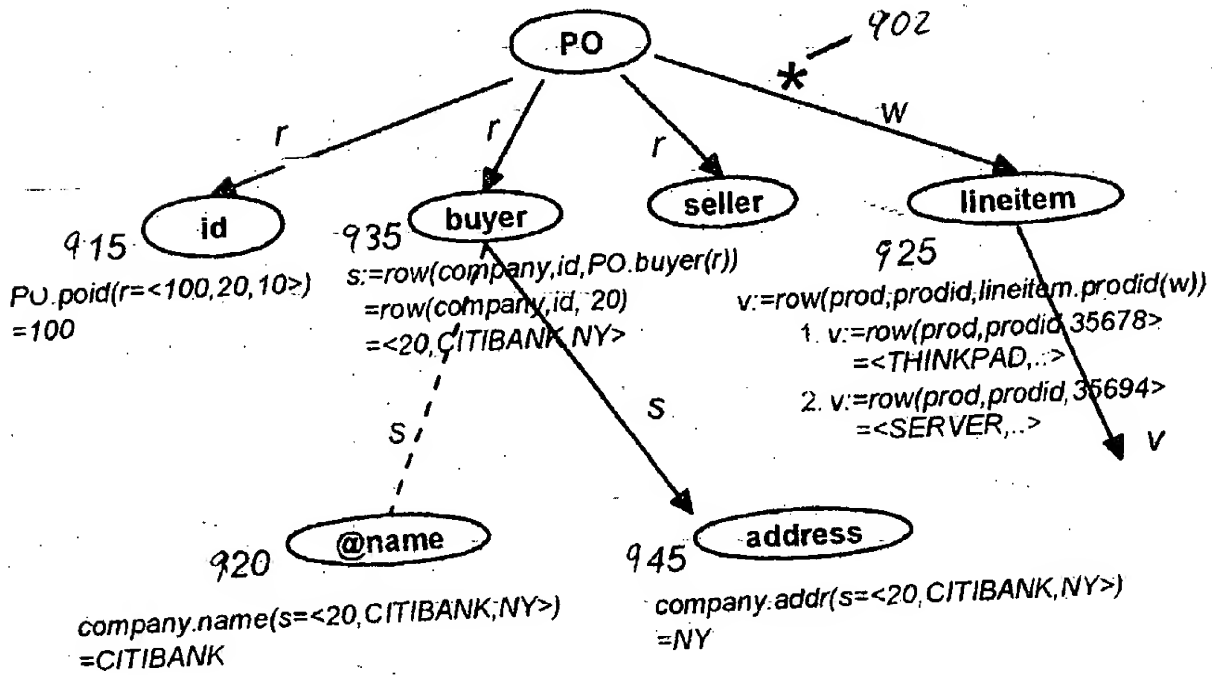 PO
902
*
r
r
r
w
id
buyer
seller
lineitem
915
935
925
PO.poid(r=<100,20,10>)
=100
s:=row(company,id,PO.buyer(r))
=row(company,id, 20)
=<20,CITIBANK,NY>
v:=row(prod,prodid,lineitem.prodid(w))
1. v:=row(prod,prodid,35678>
=<THINKPAD,..>
2. v:=row(prod,prodid,35694>
=<SERVER,..>
s
s
v
@name
address
920
945
company.name(s=<20,CITIBANK,NY>)
=CITIBANK
company.addr(s=<20,CITIBANK,NY>)
=NY